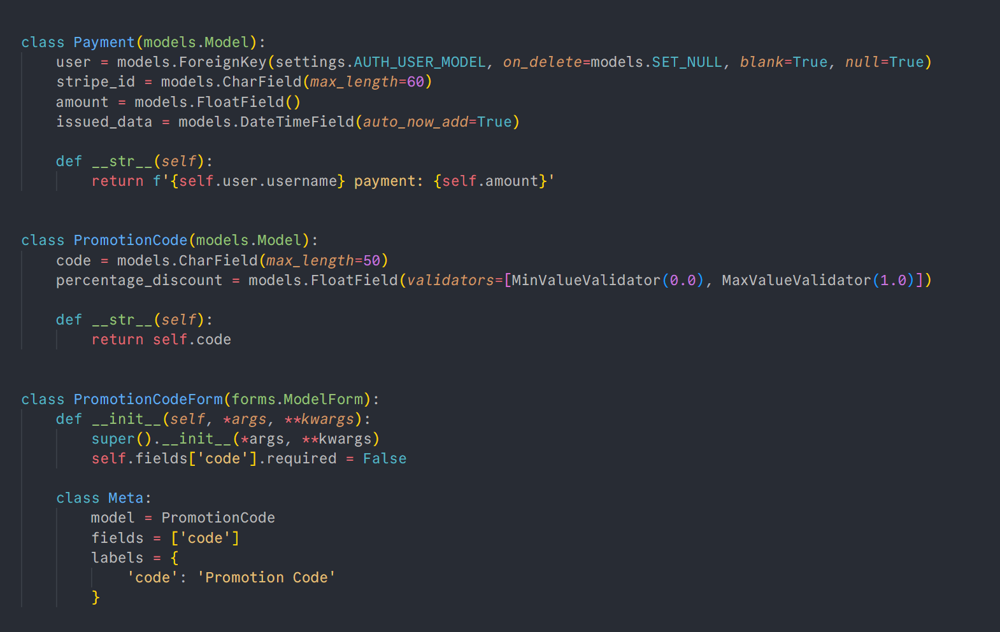 class Payment(models.Model):
    user = models.ForeignKey(settings.AUTH_USER_MODEL, on_delete=models.SET_NULL, blank=True, null=True)
    stripe_id = models.CharField(max_length=60)
    amount = models.FloatField()
    issued_data = models.DateTimeField(auto_now_add=True)

    def __str__(self):
        return f'{self.user.username} payment: {self.amount}'


class PromotionCode(models.Model):
    code = models.CharField(max_length=50)
    percentage_discount = models.FloatField(validators=[MinValueValidator(0.0), MaxValueValidator(1.0)])

    def __str__(self):
        return self.code


class PromotionCodeForm(forms.ModelForm):
    def __init__(self, *args, **kwargs):
        super().__init__(*args, **kwargs)
        self.fields['code'].required = False

    class Meta:
        model = PromotionCode
        fields = ['code']
        labels = {
            'code': 'Promotion Code'
        }